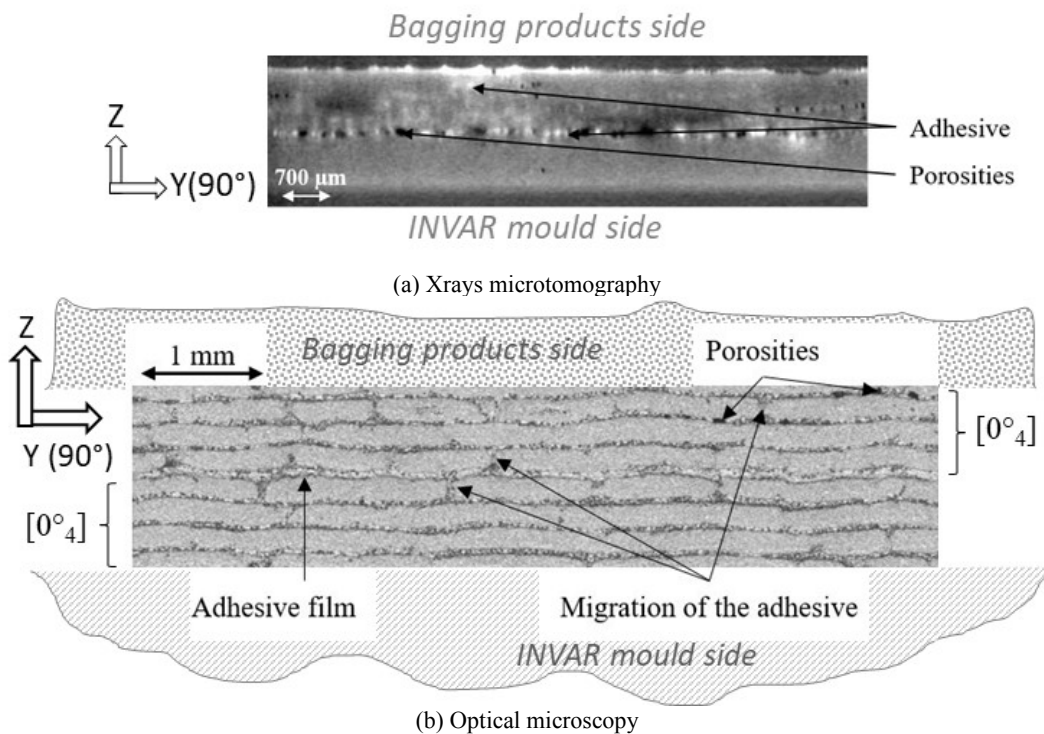 Bagging products side
Z
Y(90°)
700 µm
Adhesive
Porosities
INVAR mould side
(a) Xrays microtomography
Z
Y (90°)
1 mm
Bagging products side
Porosities
[0°₄]
[0°₄]
Adhesive film
Migration of the adhesive
INVAR mould side
(b) Optical microscopy